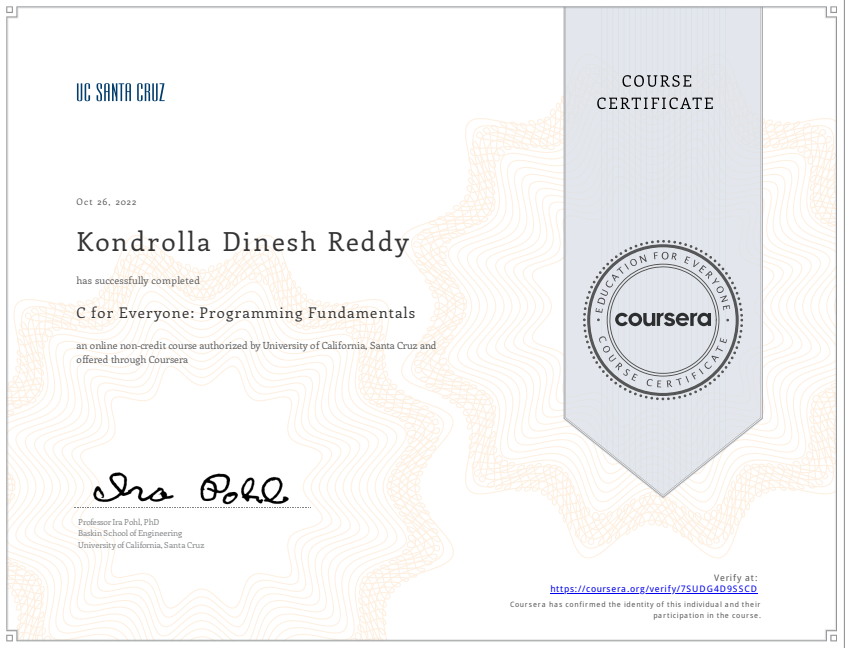 UC SANTA CRUZ
COURSE
CERTIFICATE
Oct 26, 2022
Kondrolla Dinesh Reddy
has successfully completed
C for Everyone: Programming Fundamentals
an online non-credit course authorized by University of California, Santa Cruz and
offered through Coursera
EDUCATION FOR EVERYONE
coursera
COURSE CERTIFICATE
Ira Pohl
Professor Ira Pohl, PhD
Baskin School of Engineering
University of California, Santa Cruz
Verify at:
https://coursera.org/verify/7SUDG4D9SSCD
Coursera has confirmed the identity of this individual and their
participation in the course.